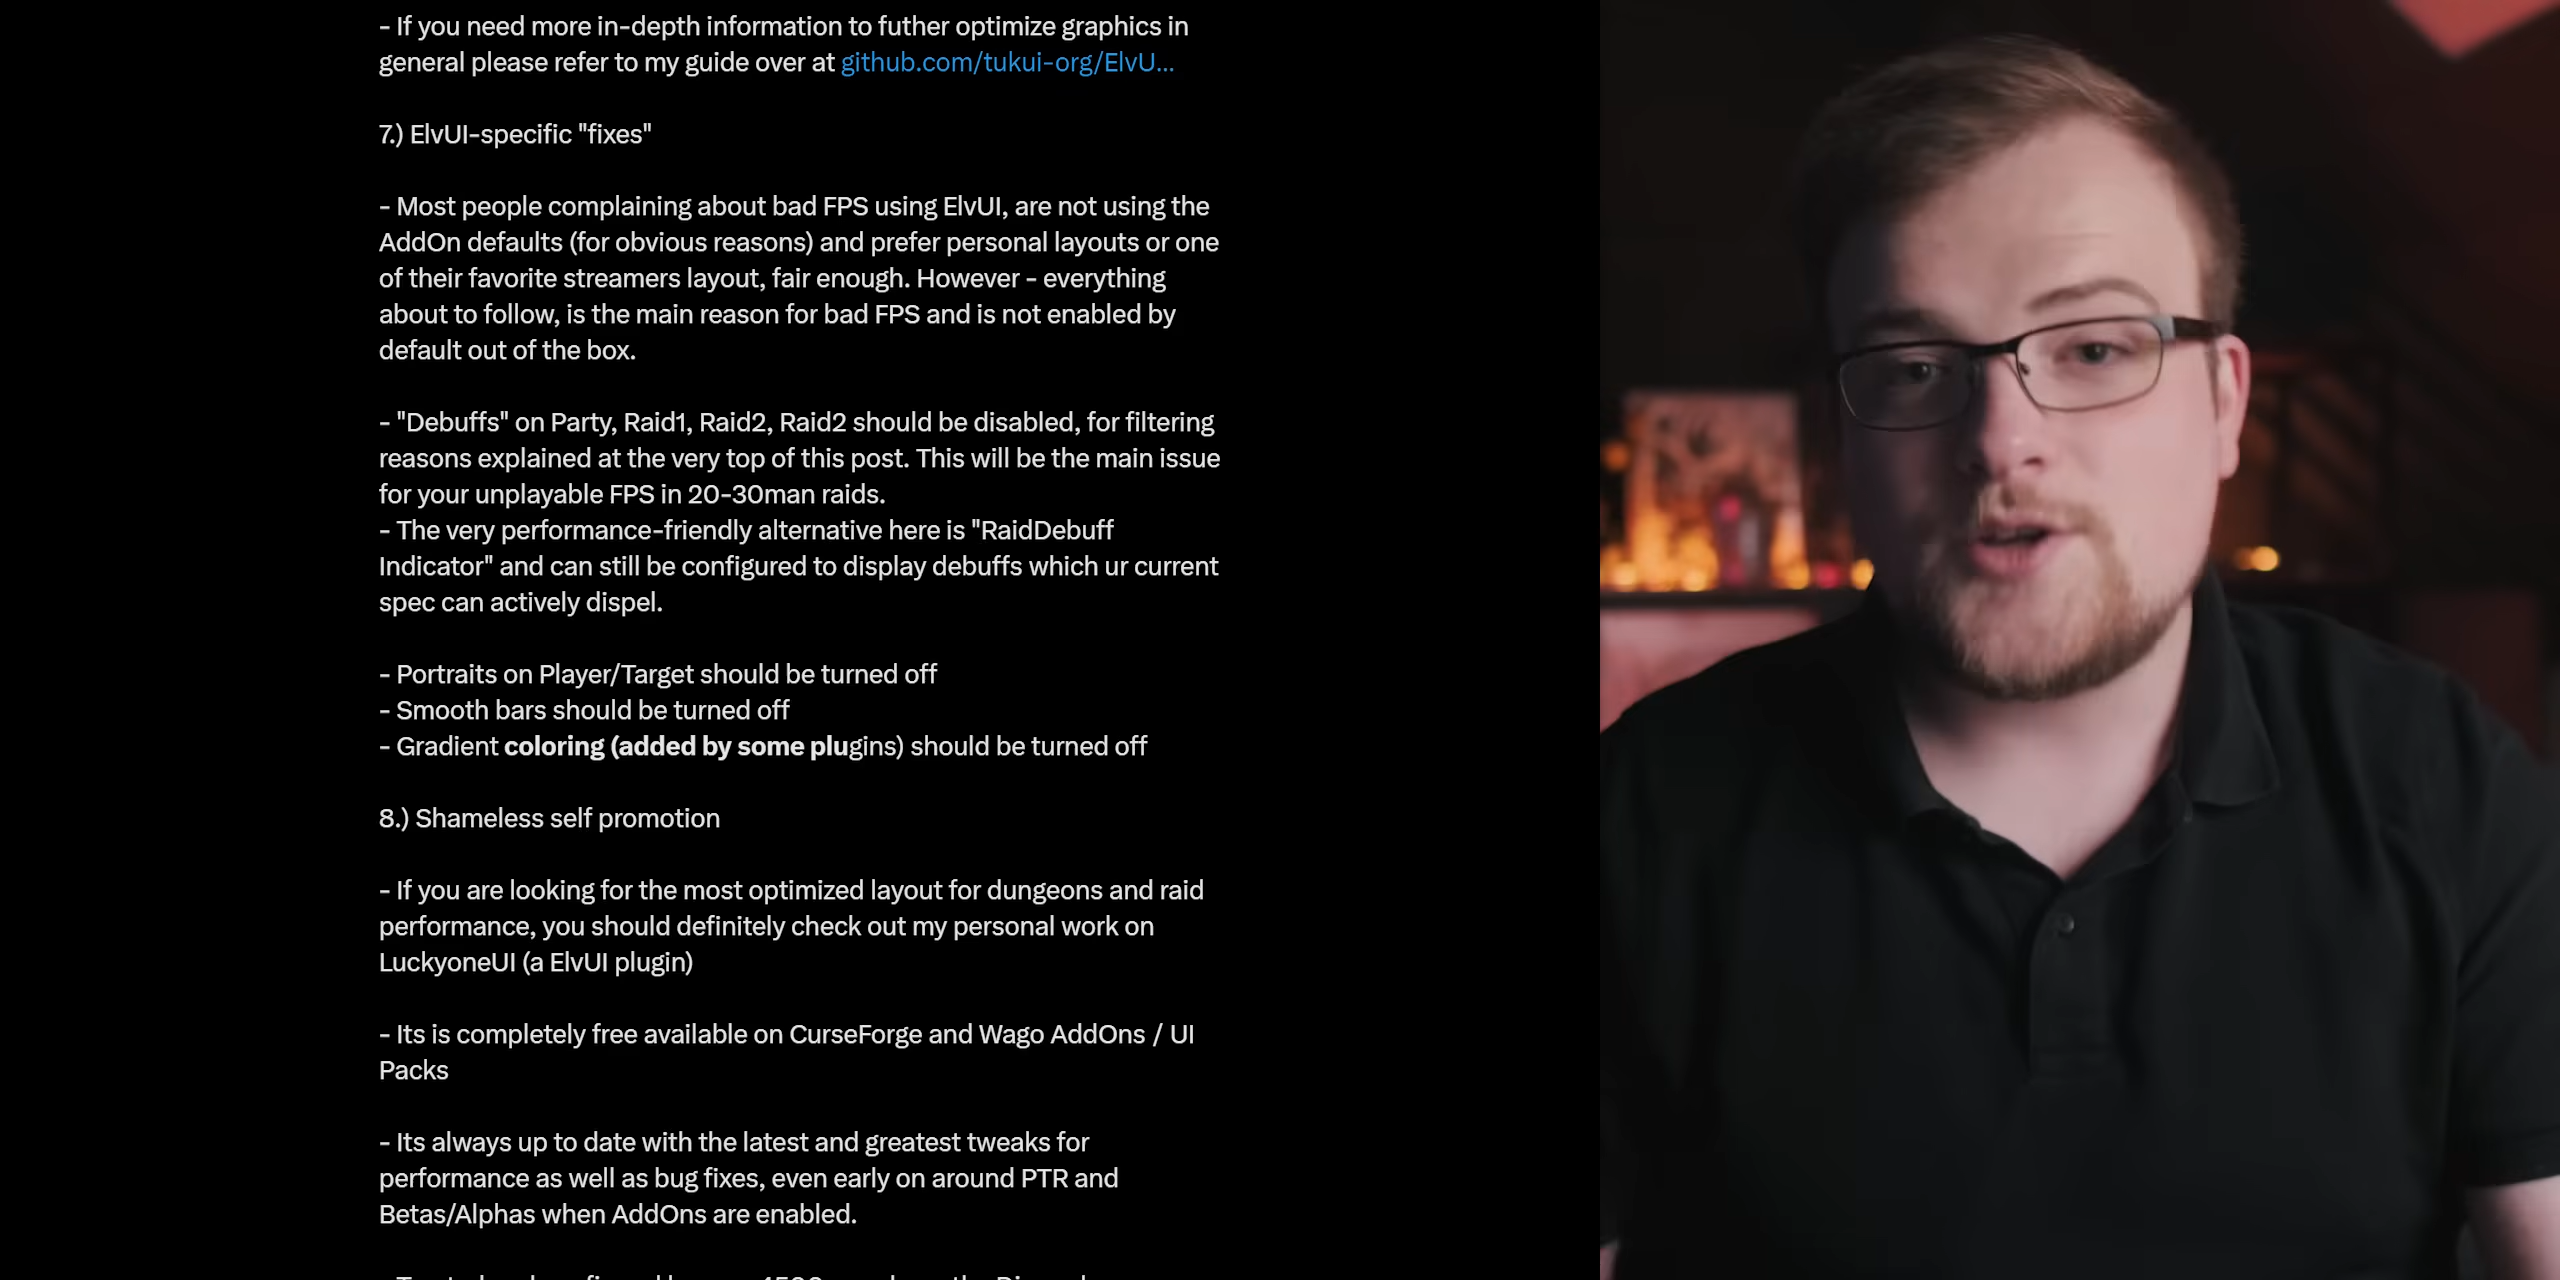 - If you need more in-depth information to futher optimize graphics in
general please refer to my guide over at github.com/tukui-org/ElvU...
7.) ElvUI-specific "fixes"
- Most people complaining about bad FPS using ElvUI, are not using the
AddOn defaults (for obvious reasons) and prefer personal layouts or one
of their favorite streamers layout, fair enough. However - everything
about to follow, is the main reason for bad FPS and is not enabled by
default out of the box.
- "Debuffs" on Party, Raid1, Raid2, Raid2 should be disabled, for filtering
reasons explained at the very top of this post. This will be the main issue
for your unplayable FPS in 20-30man raids.
- The very performance-friendly alternative here is "RaidDebuff
Indicator" and can still be configured to display debuffs which ur current
spec can actively dispel.
- Portraits on Player/Target should be turned off
- Smooth bars should be turned off
- Gradient coloring (added by some plugins) should be turned off
8.) Shameless self promotion
- If you are looking for the most optimized layout for dungeons and raid
performance, you should definitely check out my personal work on
LuckyoneUI (a ElvUI plugin)
- Its is completely free available on CurseForge and Wago AddOns / UI
Packs
- Its always up to date with the latest and greatest tweaks for
performance as well as bug fixes, even early on around PTR and
Betas/Alphas when AddOns are enabled.